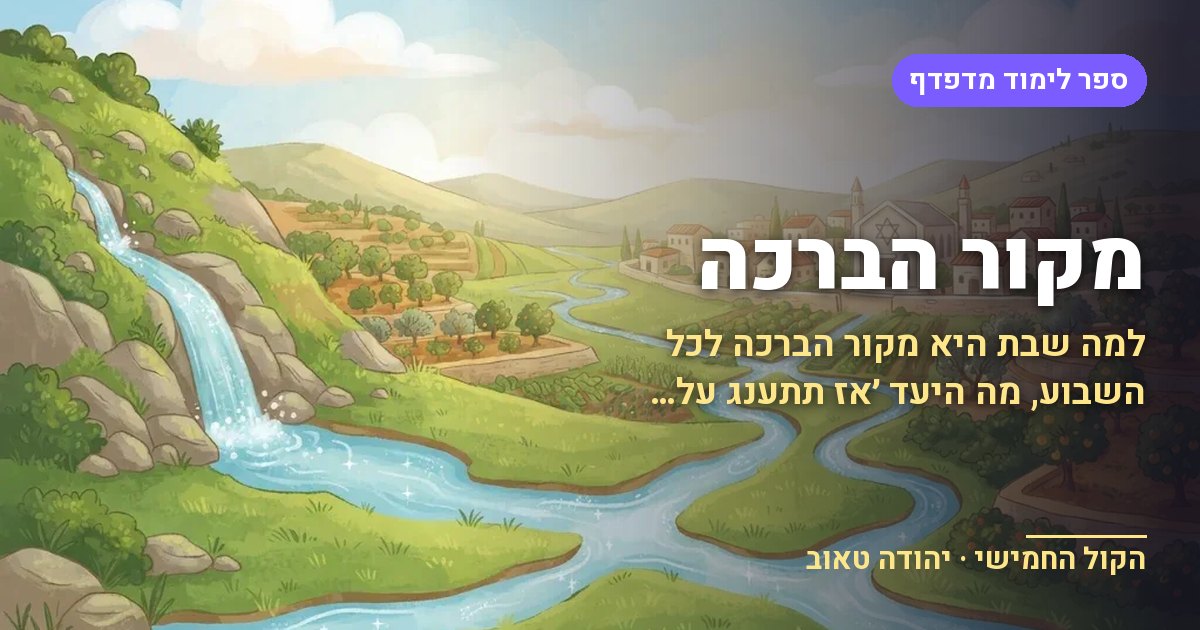 ספר לימוד מדפדף
מקור הברכה
למה שבת היא מקור הברכה לכל
השבוע, מה היעד ׳אז תתענג על…
הקול החמישי · יהודה טאוב